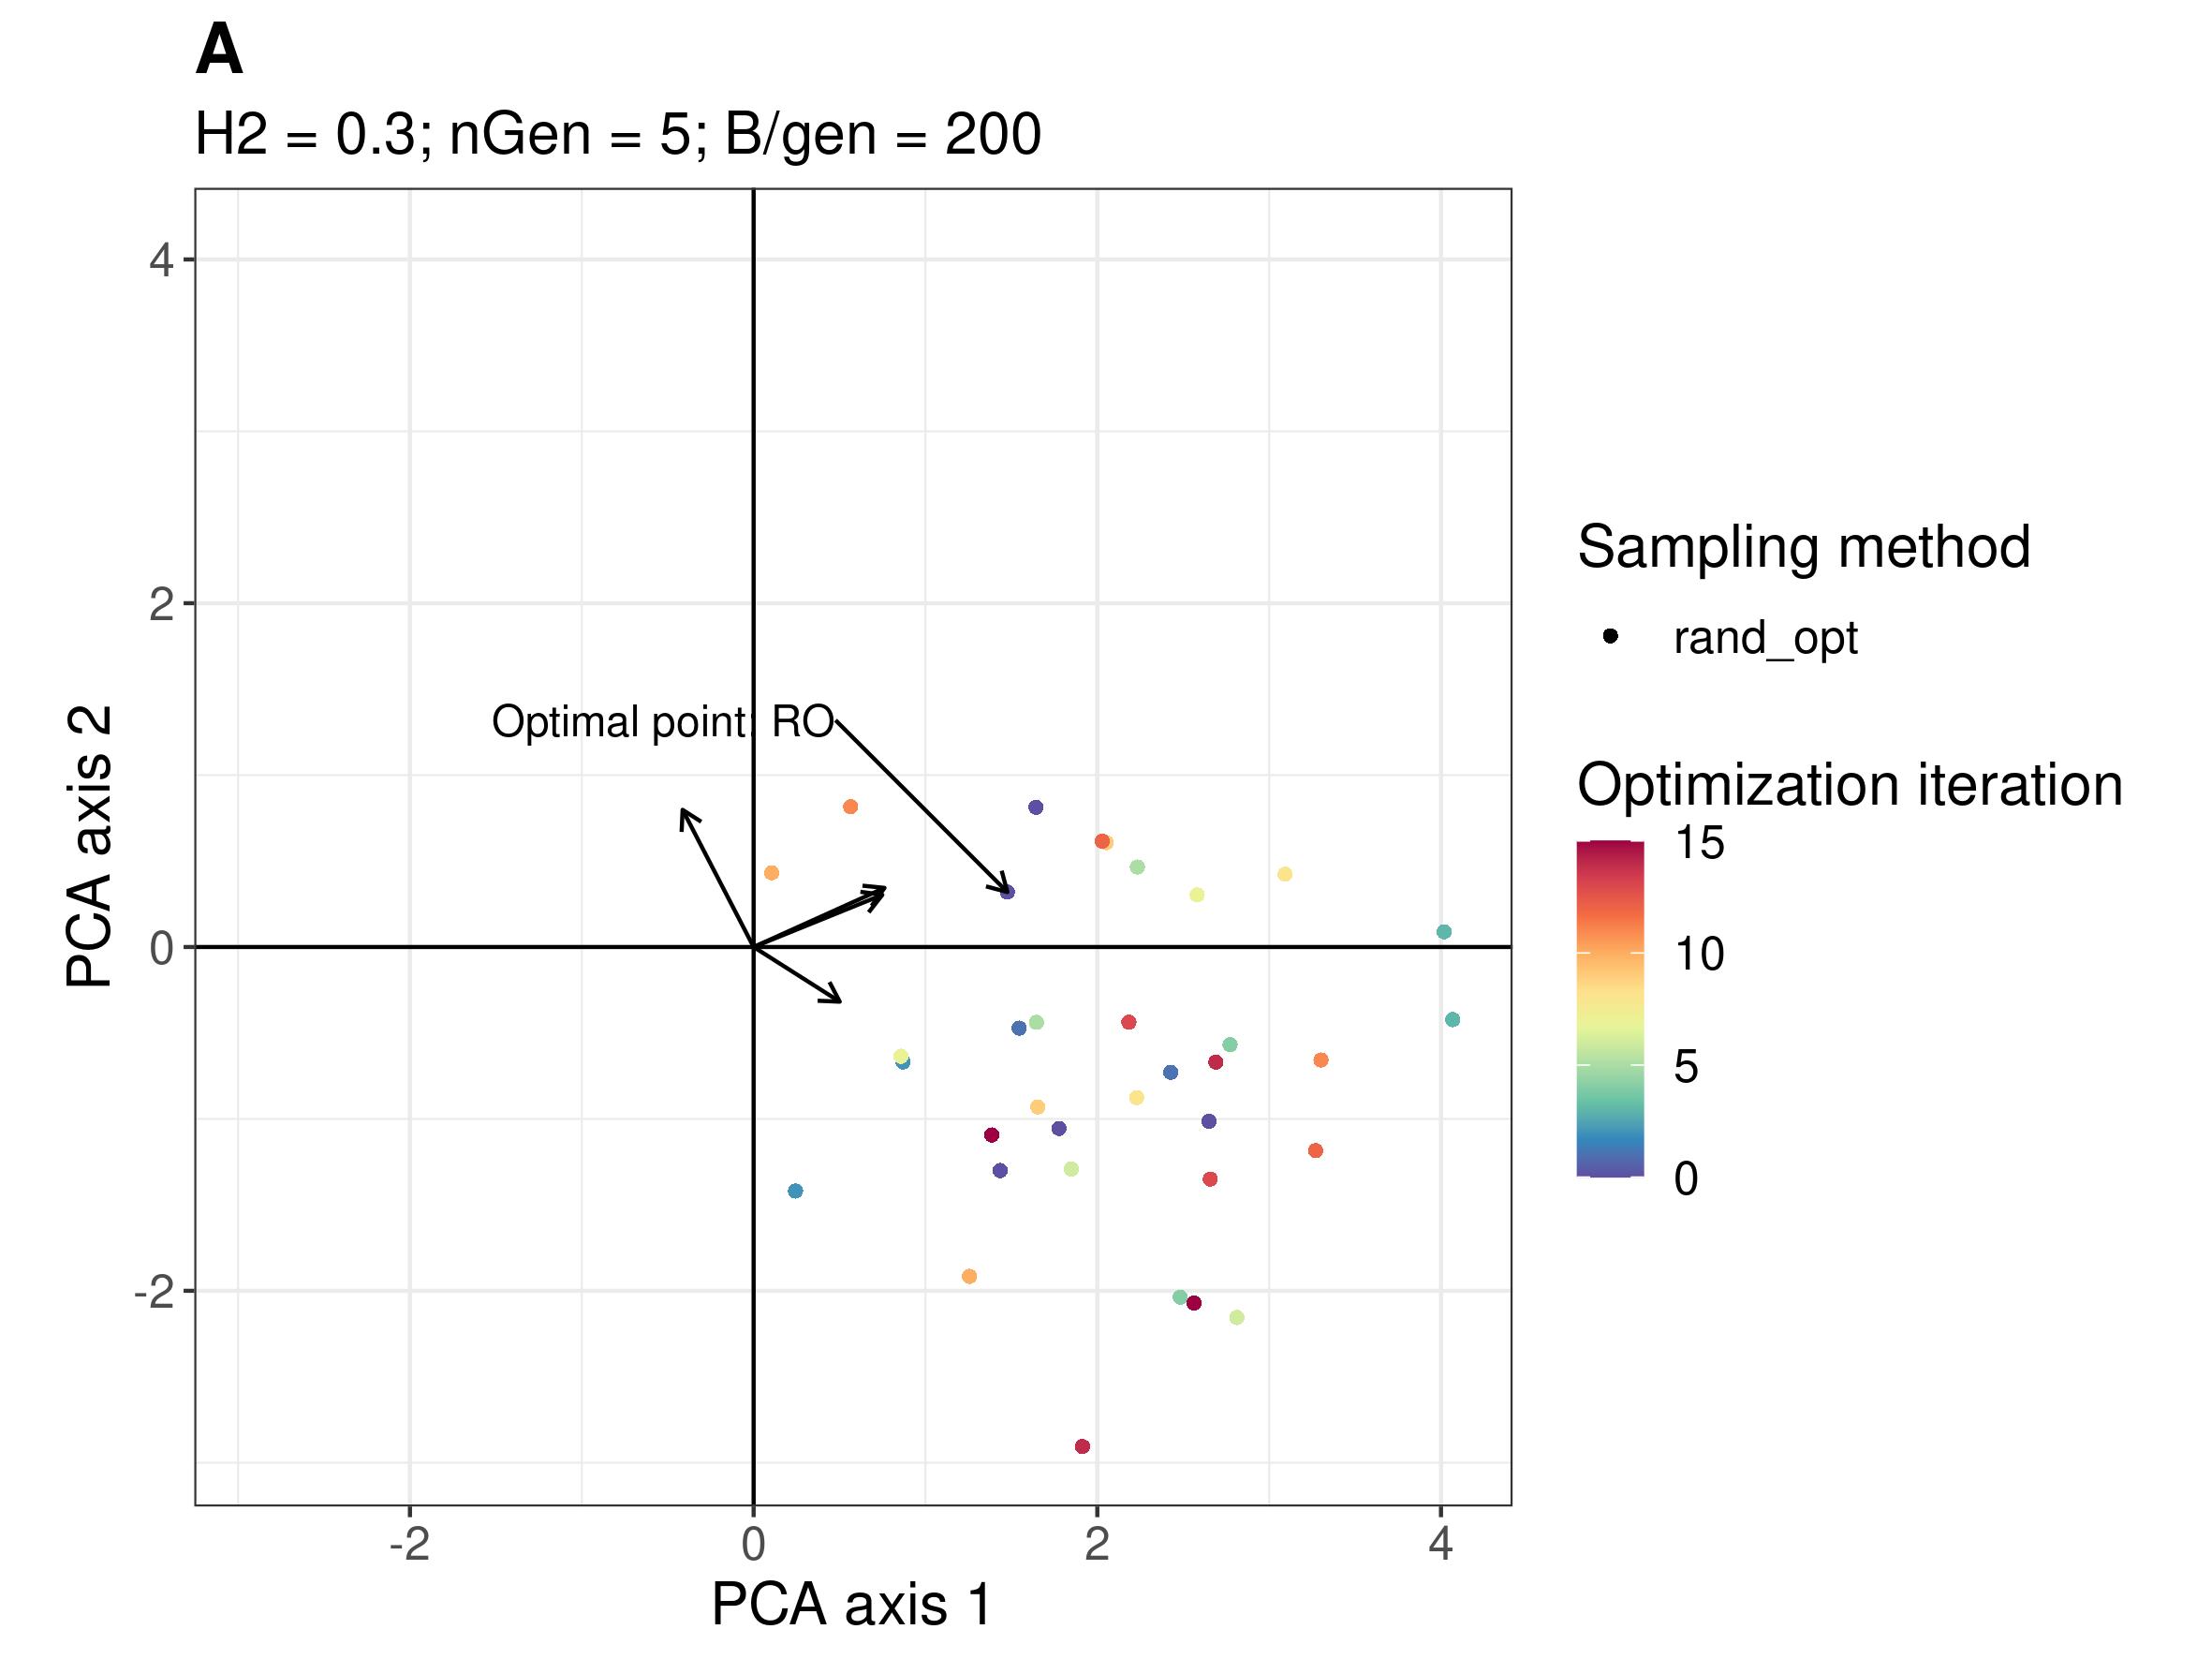 A
H2 = 0.3; nGen = 5; B/gen = 200
4
2
0
-2
PCA axis 2
Optimal point: RO
-2
0
2
4
PCA axis 1
Sampling method
rand_opt
Optimization iteration
15
10
5
0